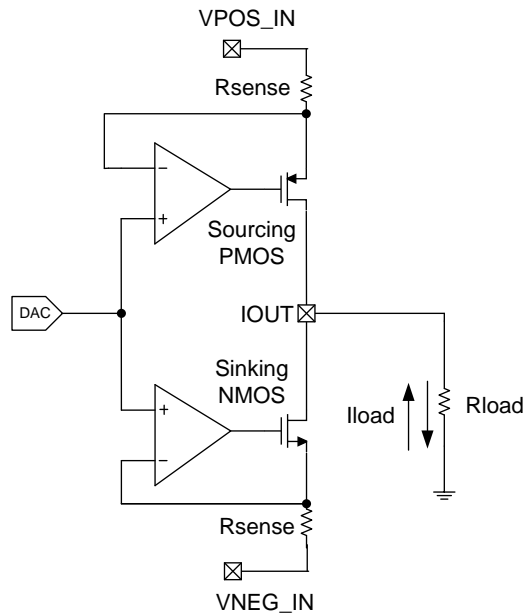 VPOS_IN
Rsense
−
+
Sourcing
PMOS
DAC
IOUT
Sinking
NMOS
Iload
Rload
+
−
Rsense
VNEG_IN